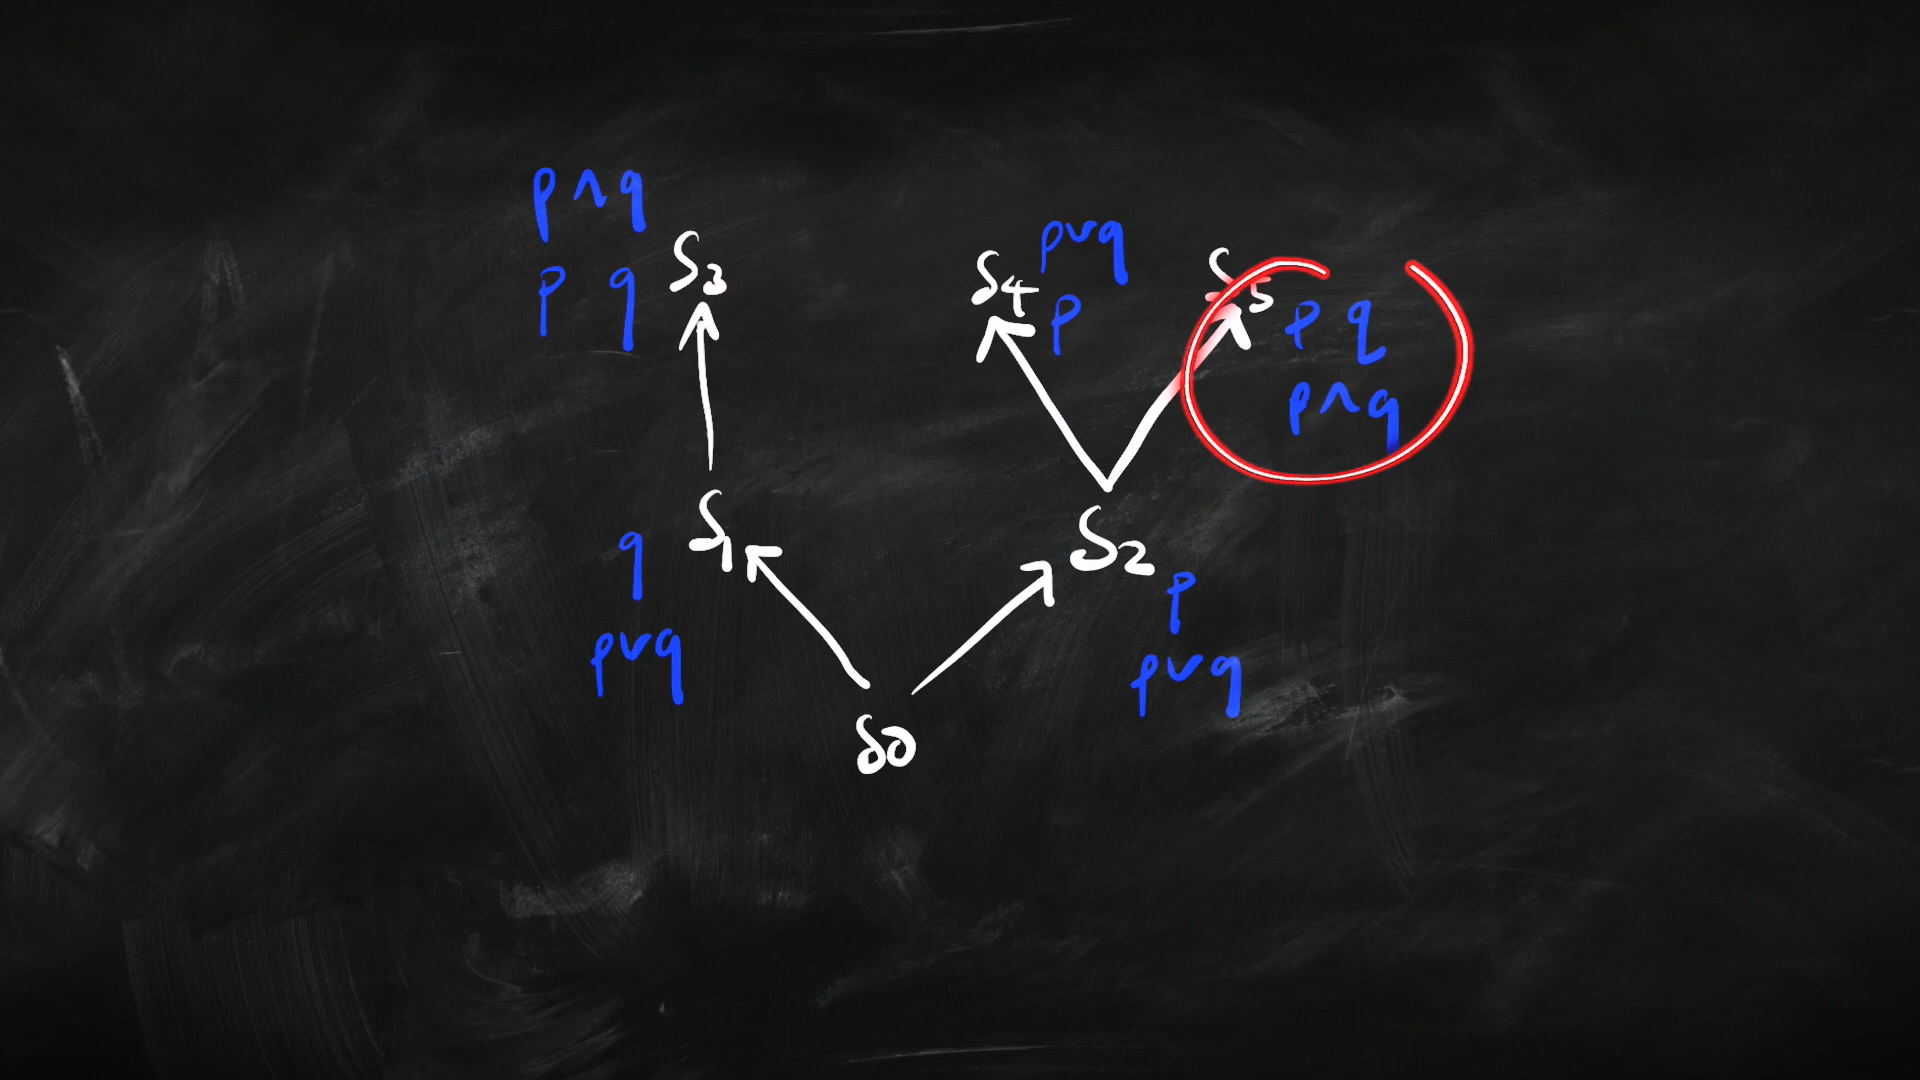 p ∧ q
p q
S3
p ∨ q
S4
p
S5
p q
p ∧ q
S1
q
p ∨ q
S2
p
p ∨ q
S0